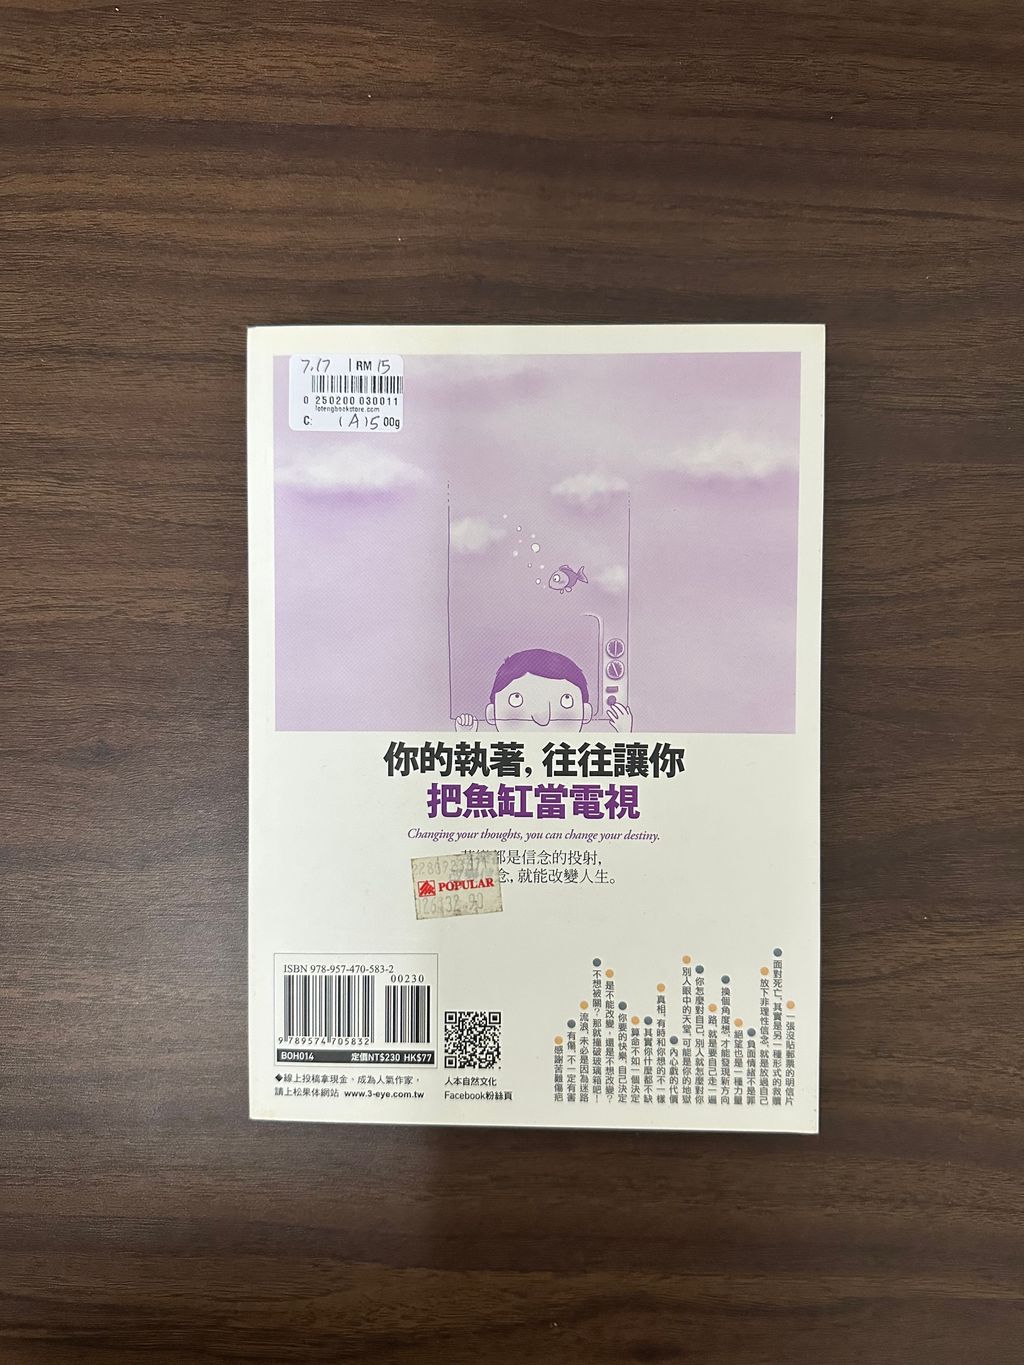 7.17 RM 15
0 250200 030011
lotengbookstore.com
C: (A)5 00g
你的執著，往往讓你
把魚缸當電視
Changing your thoughts, you can change your destiny.
都是信念的投射，
念，就能改變人生。
POPULAR
ISBN 978-957-470-583-2
00230
9 789574 705832
BOH014 定價NT$230 HK$77
◆線上投稿拿現金，成為人氣作家，
請上松果体網站 www.3-eye.com.tw
人本自然文化
Facebook粉絲頁
一張沒貼郵票的明信片
面對死亡，其實是另一種形式的救贖
放下非理性信念，就是放過自己
負面情緒不是罪
絕望也是一種力量
換個角度想，才能發現新方向
路，就是要自己走一遍
你怎麼對自己，別人就怎麼對你
別人眼中的天堂，可能是你的地獄
內心戲的代價
真相，有時和你想的不一樣
其實你什麼都不缺
算命不如一個決定
你要的快樂，自己決定
是不能改變，還是不想改變？
不想被關？那就撞破玻璃箱吧！
流浪，未必是因為迷路
有傷，不一定有害
感謝苦難傷疤